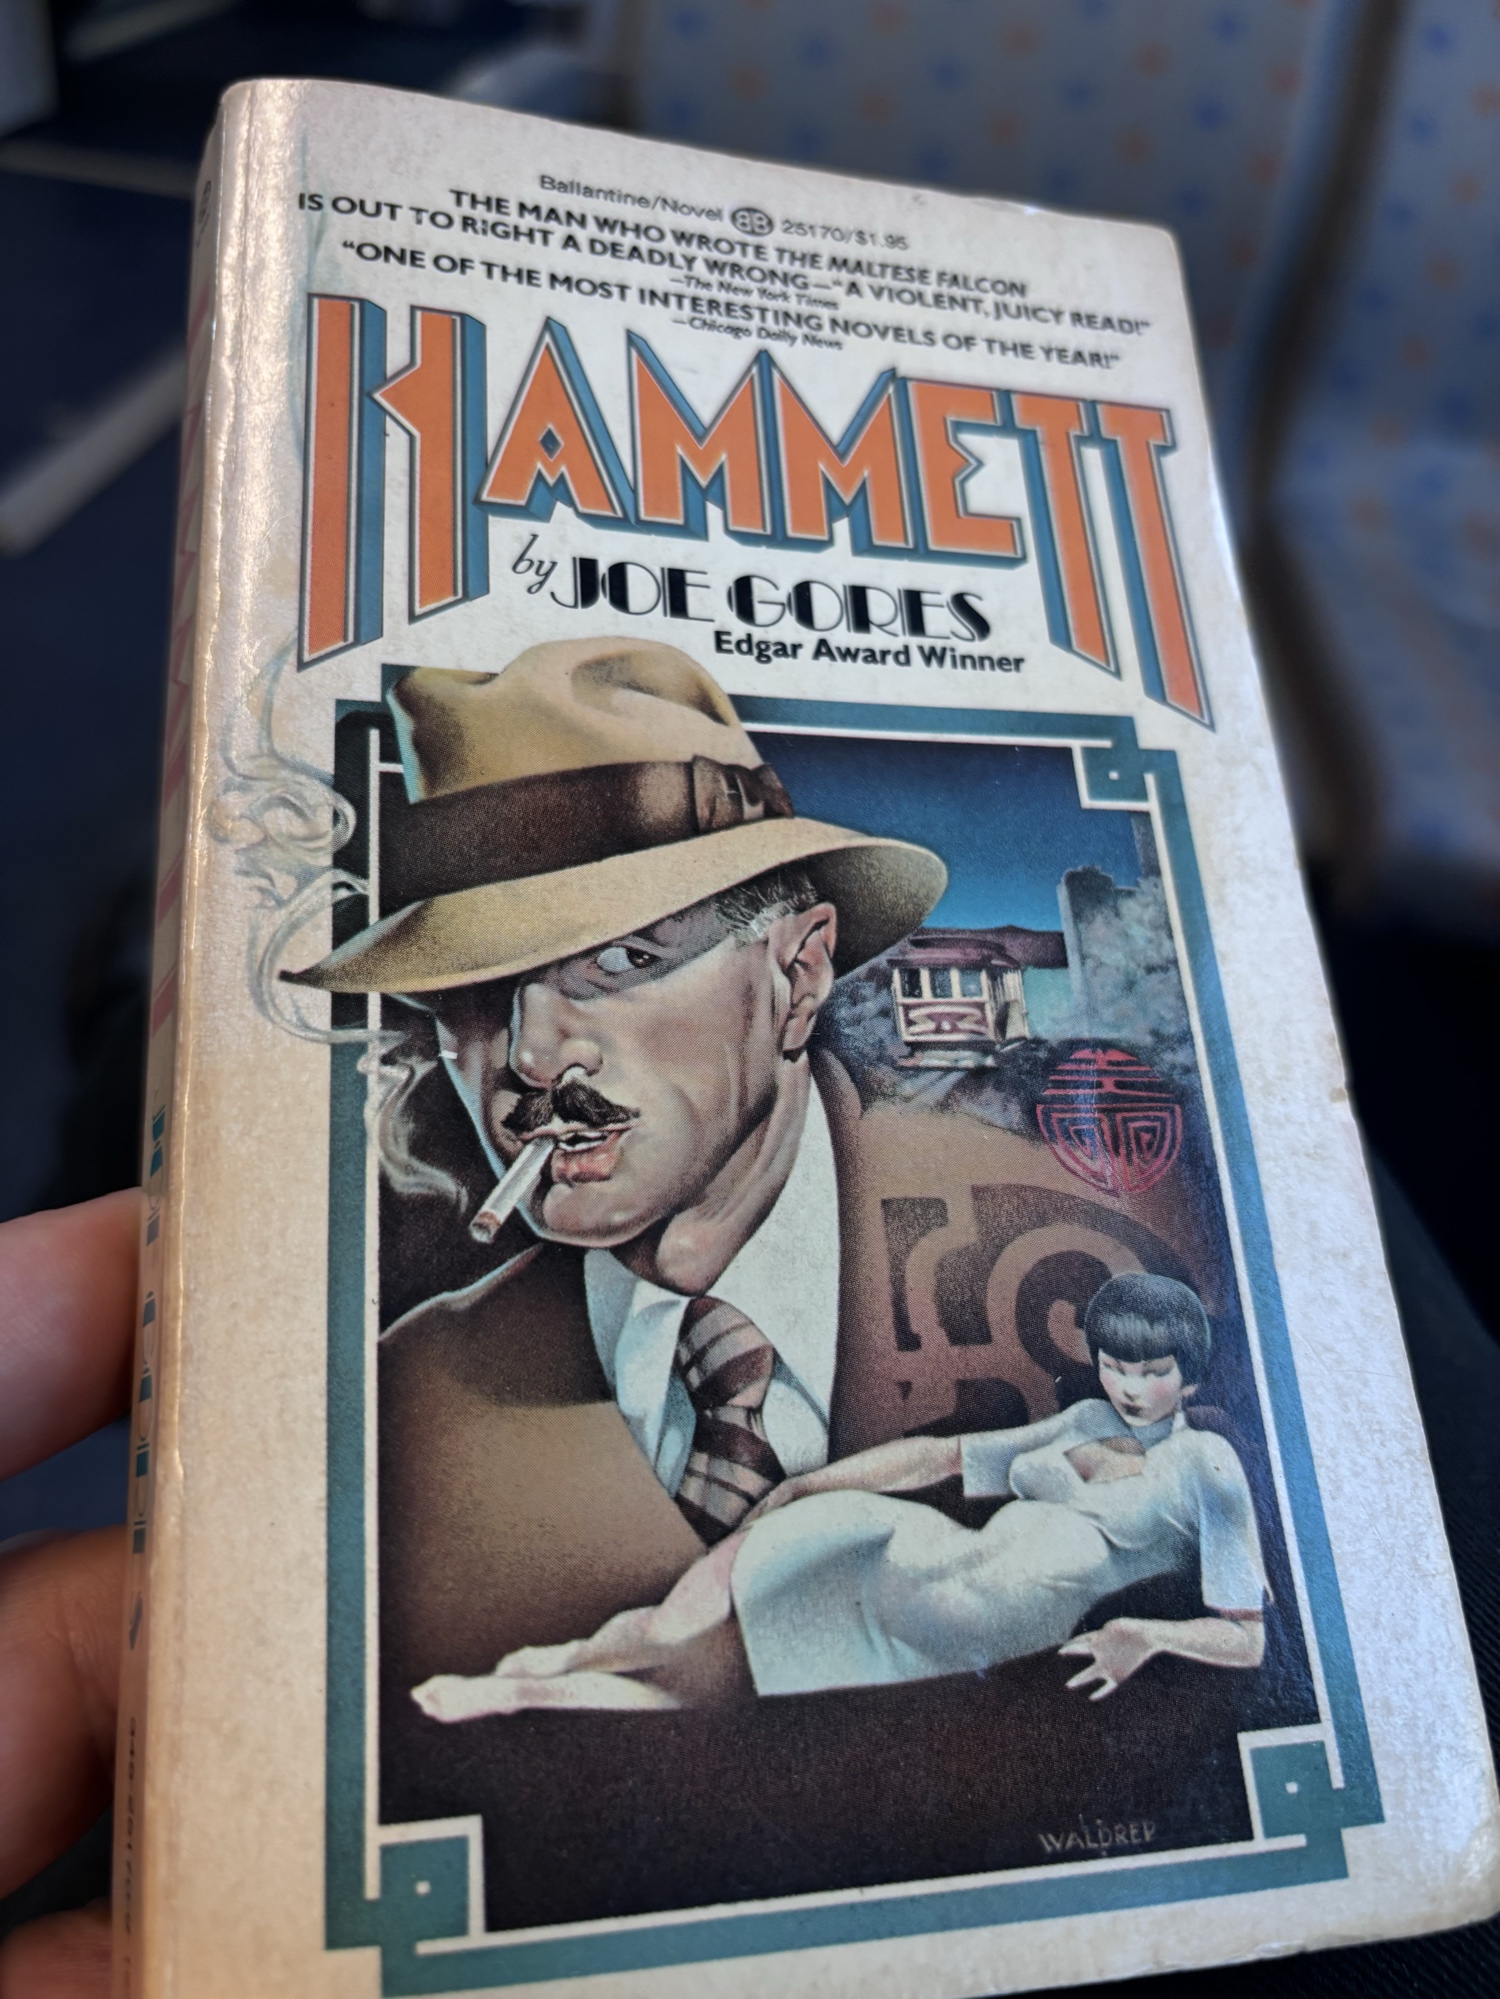 Ballantine/Novel BB 25170/$1.95
THE MAN WHO WROTE THE MALTESE FALCON
IS OUT TO RIGHT A DEADLY WRONG—"A VIOLENT, JUICY READ!"
—The New York Times
"ONE OF THE MOST INTERESTING NOVELS OF THE YEAR!"
—Chicago Daily News
HAMMETT
by JOE GORES
Edgar Award Winner
WALDREP